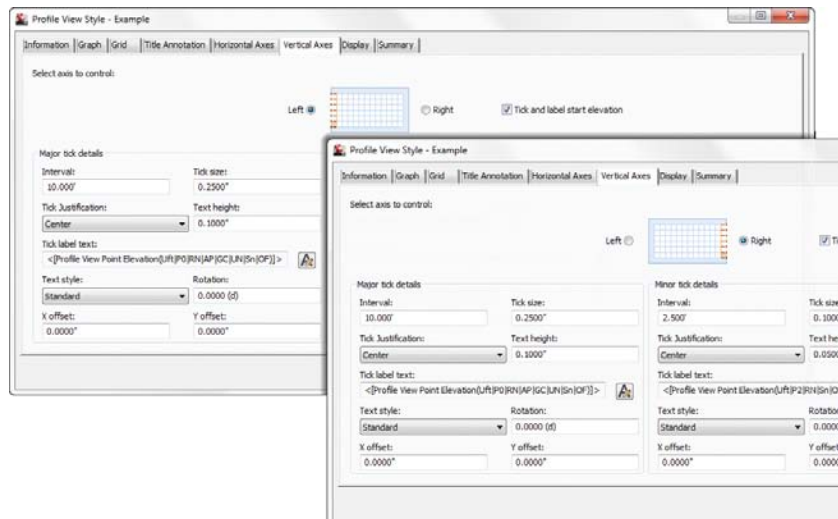 Profile View Style - Example
Information Graph Grid Title Annotation Horizontal Axes Vertical Axes Display Summary
Select axis to control:
Left Right Tick and label start elevation
Major tick details
Interval: Tick size:
10.000' 0.2500"
Tick Justification: Text height:
Center 0.1000"
Tick label text:
<[Profile View Point Elevation(Uft|P0|RN|AP|GC|UN|Sn|OF)]>
Text style: Rotation:
Standard 0.0000 (d)
X offset: Y offset:
0.0000" 0.0000"
Profile View Style - Example
Information Graph Grid Title Annotation Horizontal Axes Vertical Axes Display Summary
Select axis to control:
Left Right
Major tick details Minor tick details
Interval: Tick size: Interval:
10.000' 0.2500" 2.500'
Tick Justification: Text height: Tick Justification:
Center 0.1000" Center
Tick label text: Tick label text:
<[Profile View Point Elevation(Uft|P0|RN|AP|GC|UN|Sn|OF)]> <[Profile View Point Elevation(Uft|P2|RN|Sn|O
Text style: Rotation: Text style:
Standard 0.0000 (d) Standard
X offset: Y offset: X offset:
0.0000" 0.0000" 0.0000"